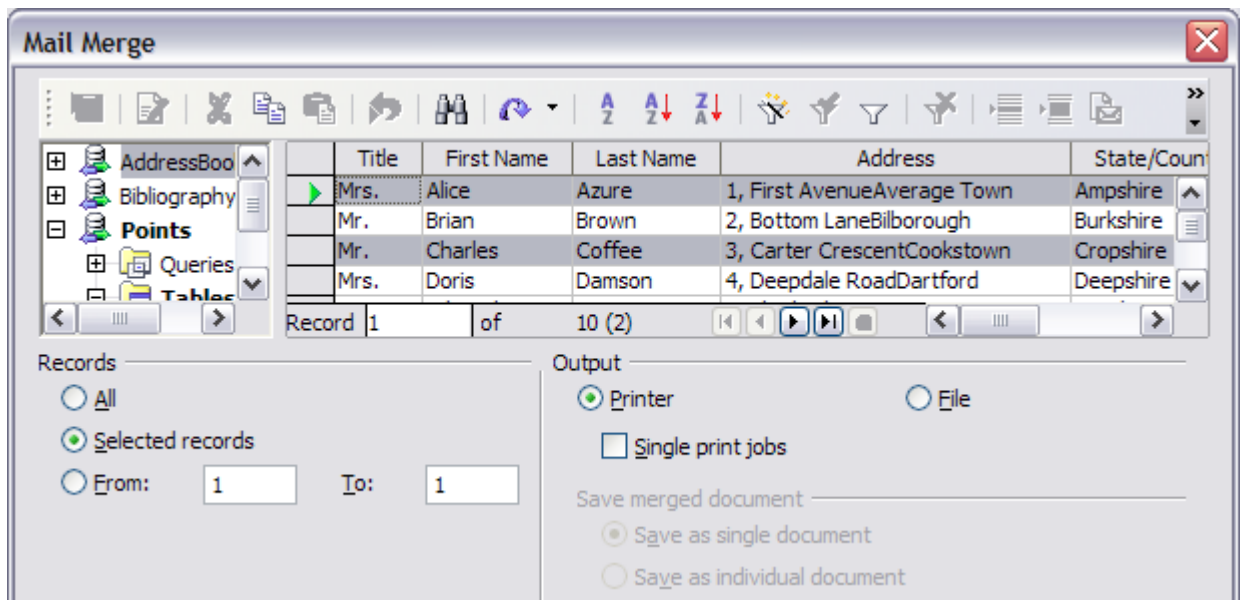 Mail Merge
AddressBoo
Bibliography
Points
Queries
Tables
Title First Name Last Name Address State/Coun
Mrs. Alice Azure 1, First AvenueAverage Town Ampshire
Mr. Brian Brown 2, Bottom LaneBilborough Burkshire
Mr. Charles Coffee 3, Carter CrescentCookstown Cropshire
Mrs. Doris Damson 4, Deepdale RoadDartford Deepshire
Record 1 of 10 (2)
Records
All
Selected records
From: 1 To: 1
Output
Printer File
Single print jobs
Save merged document
Save as single document
Save as individual document